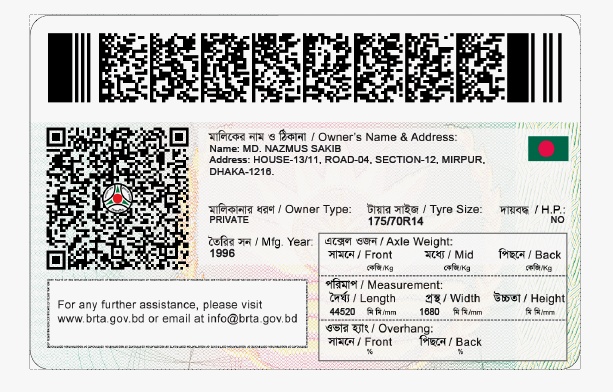 মালিকের নাম ও ঠিকানা / Owner's Name & Address:
Name: MD. NAZMUS SAKIB
Address: HOUSE-13/11, ROAD-04, SECTION-12, MIRPUR,
DHAKA-1216.
মালিকানার ধরণ / Owner Type: টায়ার সাইজ / Tyre Size: দায়বদ্ধ / H.P.:
PRIVATE 175/70R14 NO
তৈরির সন / Mfg. Year:
1996
এক্সেল ওজন / Axle Weight:
সামনে / Front মধ্যে / Mid পিছনে / Back
কেজি/Kg কেজি/Kg কেজি/Kg
পরিমাপ / Measurement:
দৈর্ঘ্য / Length প্রস্থ / Width উচ্চতা / Height
44520 মি মি/mm 1680 মি মি/mm মি মি/mm
ওভার হ্যাং / Overhang:
সামনে / Front পিছনে / Back
% %
For any further assistance, please visit
www.brta.gov.bd or email at info@brta.gov.bd